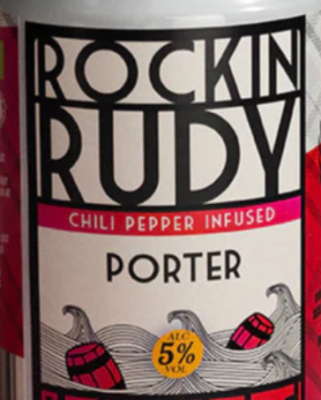 ROCKIN
RUDY
CHILI PEPPER INFUSED
PORTER
ALC
5%
VOL